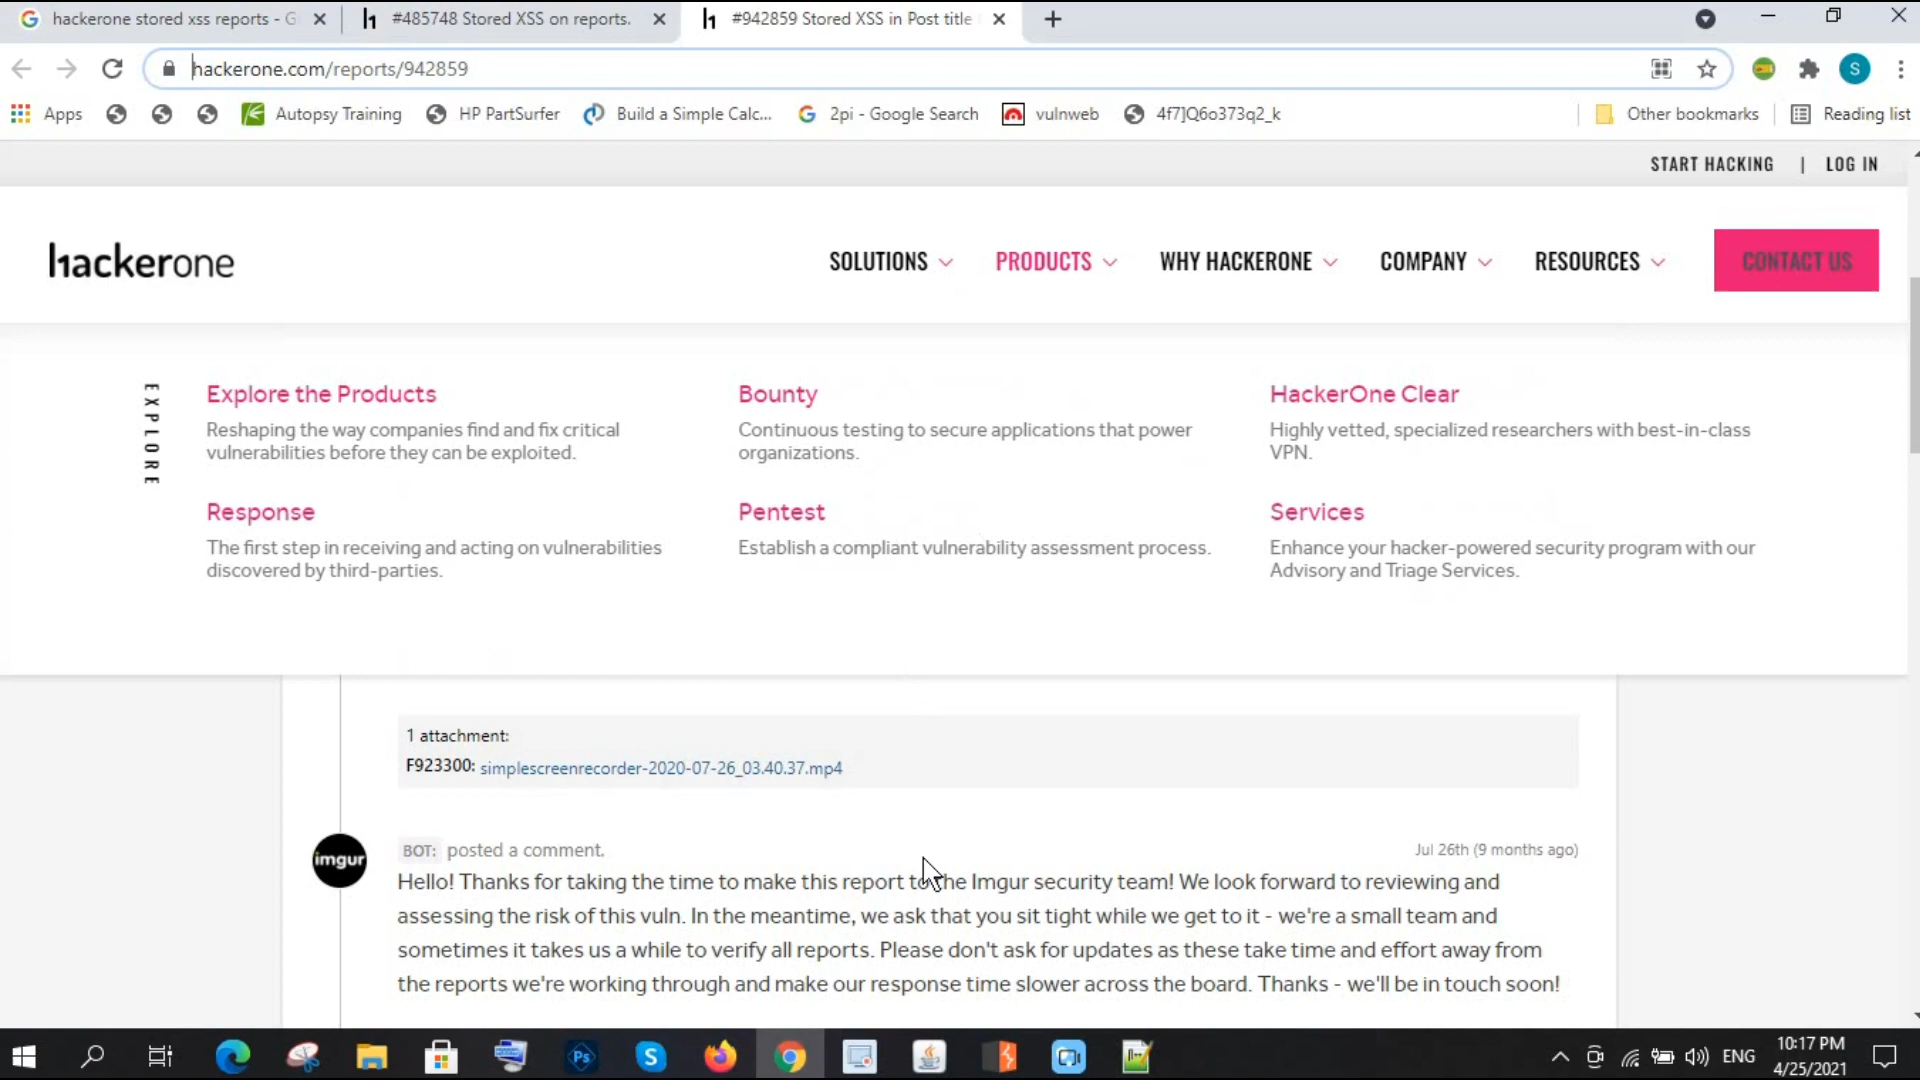 hackerone stored xss reports - G
#485748 Stored XSS on reports.
#942859 Stored XSS in Post title
hackerone.com/reports/942859
S
Apps
Autopsy Training
HP PartSurfer
Build a Simple Calc...
2pi - Google Search
vulnweb
4f7]Q6o373q2_k
Other bookmarks
Reading list
START HACKING | LOG IN
hackerone
SOLUTIONS
PRODUCTS
WHY HACKERONE
COMPANY
RESOURCES
CONTACT US
EXPLORE
Explore the Products
Reshaping the way companies find and fix critical
vulnerabilities before they can be exploited.
Bounty
Continuous testing to secure applications that power
organizations.
HackerOne Clear
Highly vetted, specialized researchers with best-in-class
VPN.
Response
The first step in receiving and acting on vulnerabilities
discovered by third-parties.
Pentest
Establish a compliant vulnerability assessment process.
Services
Enhance your hacker-powered security program with our
Advisory and Triage Services.
1 attachment:
F923300: simplescreenrecorder-2020-07-26_03.40.37.mp4
imgur
BOT: posted a comment.
Jul 26th (9 months ago)
Hello! Thanks for taking the time to make this report to the Imgur security team! We look forward to reviewing and
assessing the risk of this vuln. In the meantime, we ask that you sit tight while we get to it - we're a small team and
sometimes it takes us a while to verify all reports. Please don't ask for updates as these take time and effort away from
the reports we're working through and make our response time slower across the board. Thanks - we'll be in touch soon!
Ps
S
ENG
10:17 PM
4/25/2021